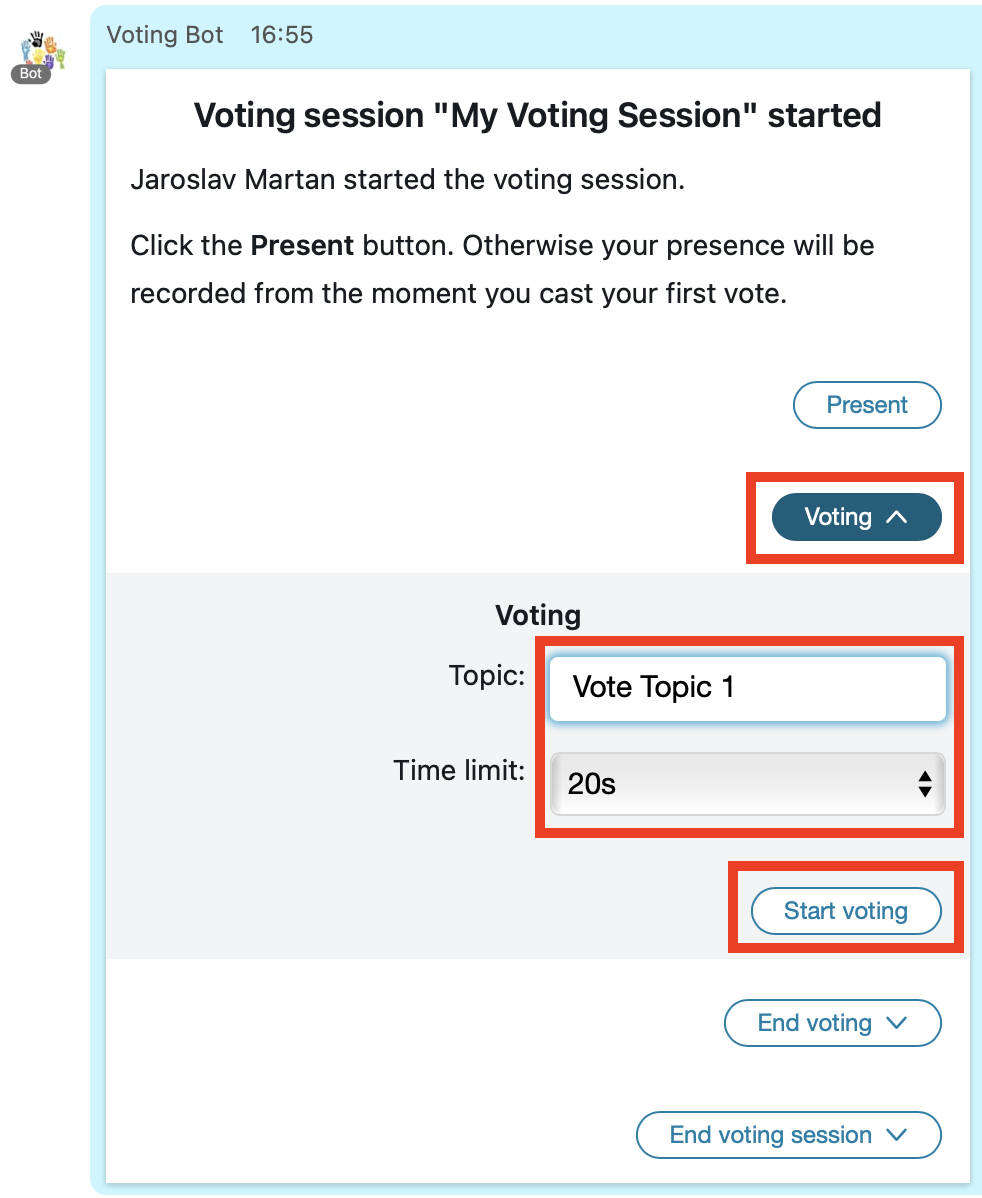 Voting Bot 16:55
Bot
Voting session "My Voting Session" started
Jaroslav Martan started the voting session.
Click the Present button. Otherwise your presence will be
recorded from the moment you cast your first vote.
Present
Voting
Voting
Topic: Vote Topic 1
Time limit: 20s
Start voting
End voting
End voting session